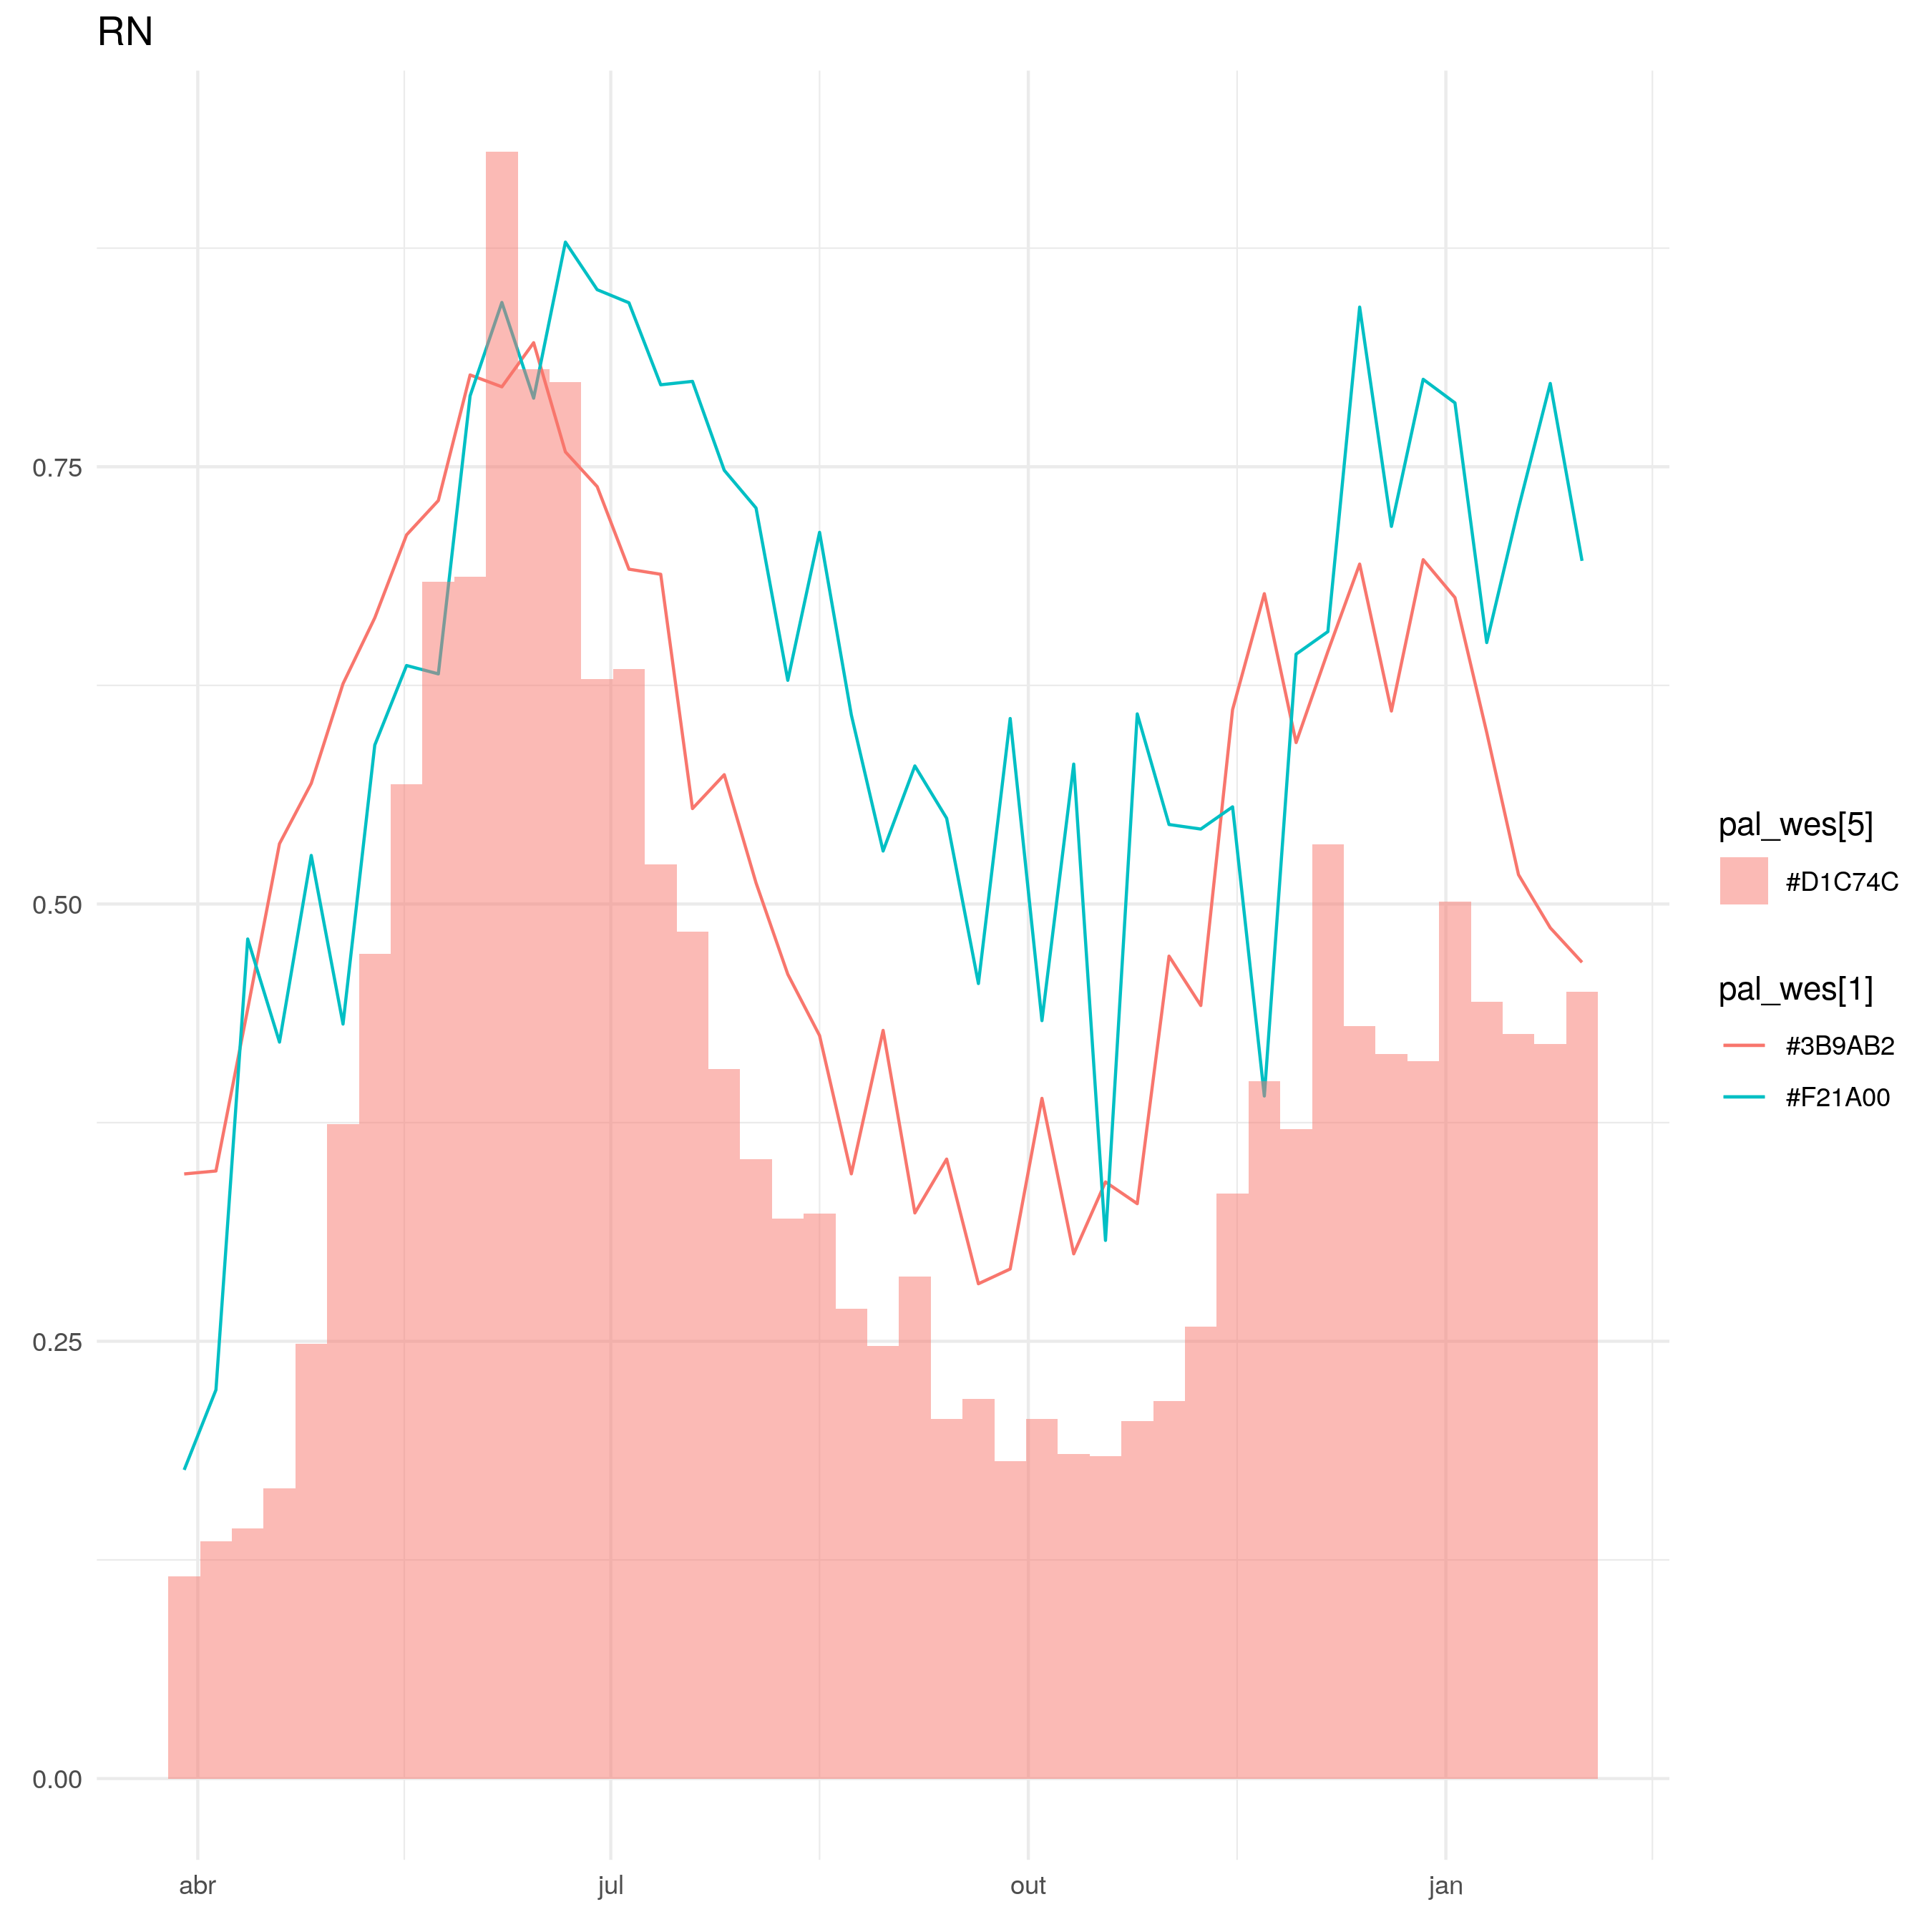 RN
0.75
0.50
0.25
0.00
abr
jul
out
jan
pal_wes[5]
#D1C74C
pal_wes[1]
#3B9AB2
#F21A00